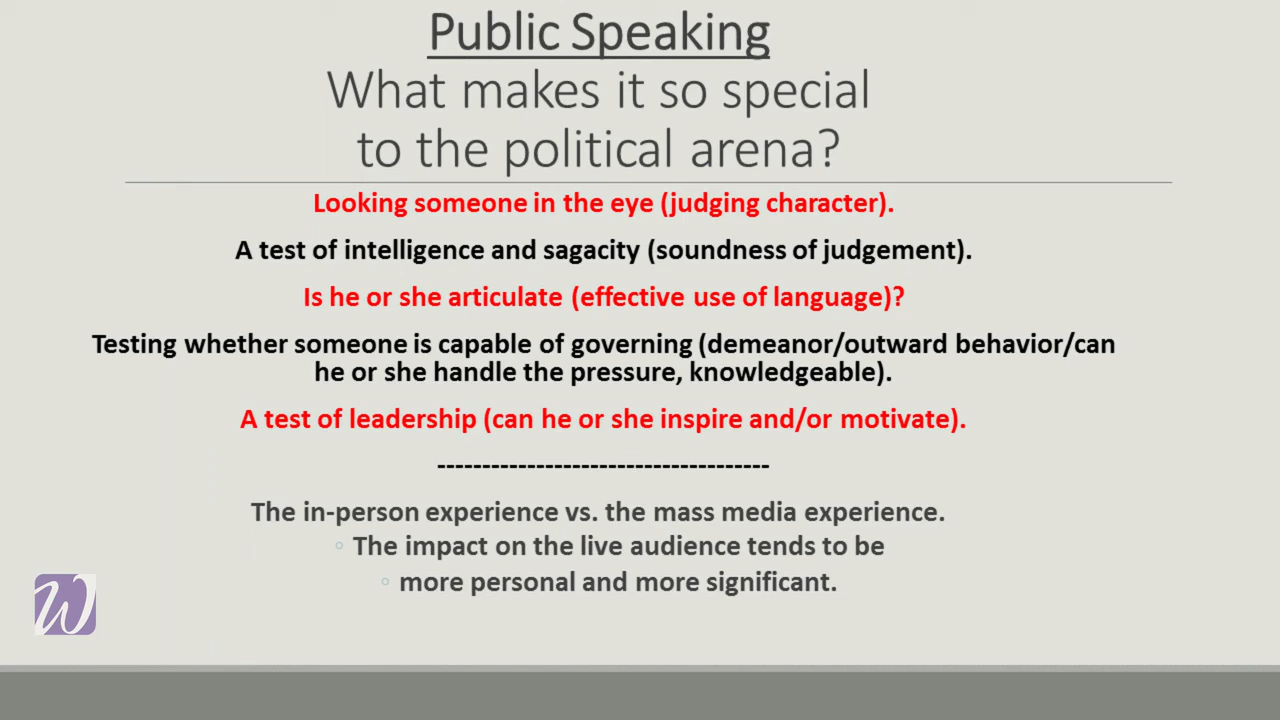 Public Speaking
What makes it so special
to the political arena?
Looking someone in the eye (judging character).
A test of intelligence and sagacity (soundness of judgement).
Is he or she articulate (effective use of language)?
Testing whether someone is capable of governing (demeanor/outward behavior/can
he or she handle the pressure, knowledgeable).
A test of leadership (can he or she inspire and/or motivate).
-------------------------------------
The in-person experience vs. the mass media experience.
◦ The impact on the live audience tends to be
◦ more personal and more significant.
W